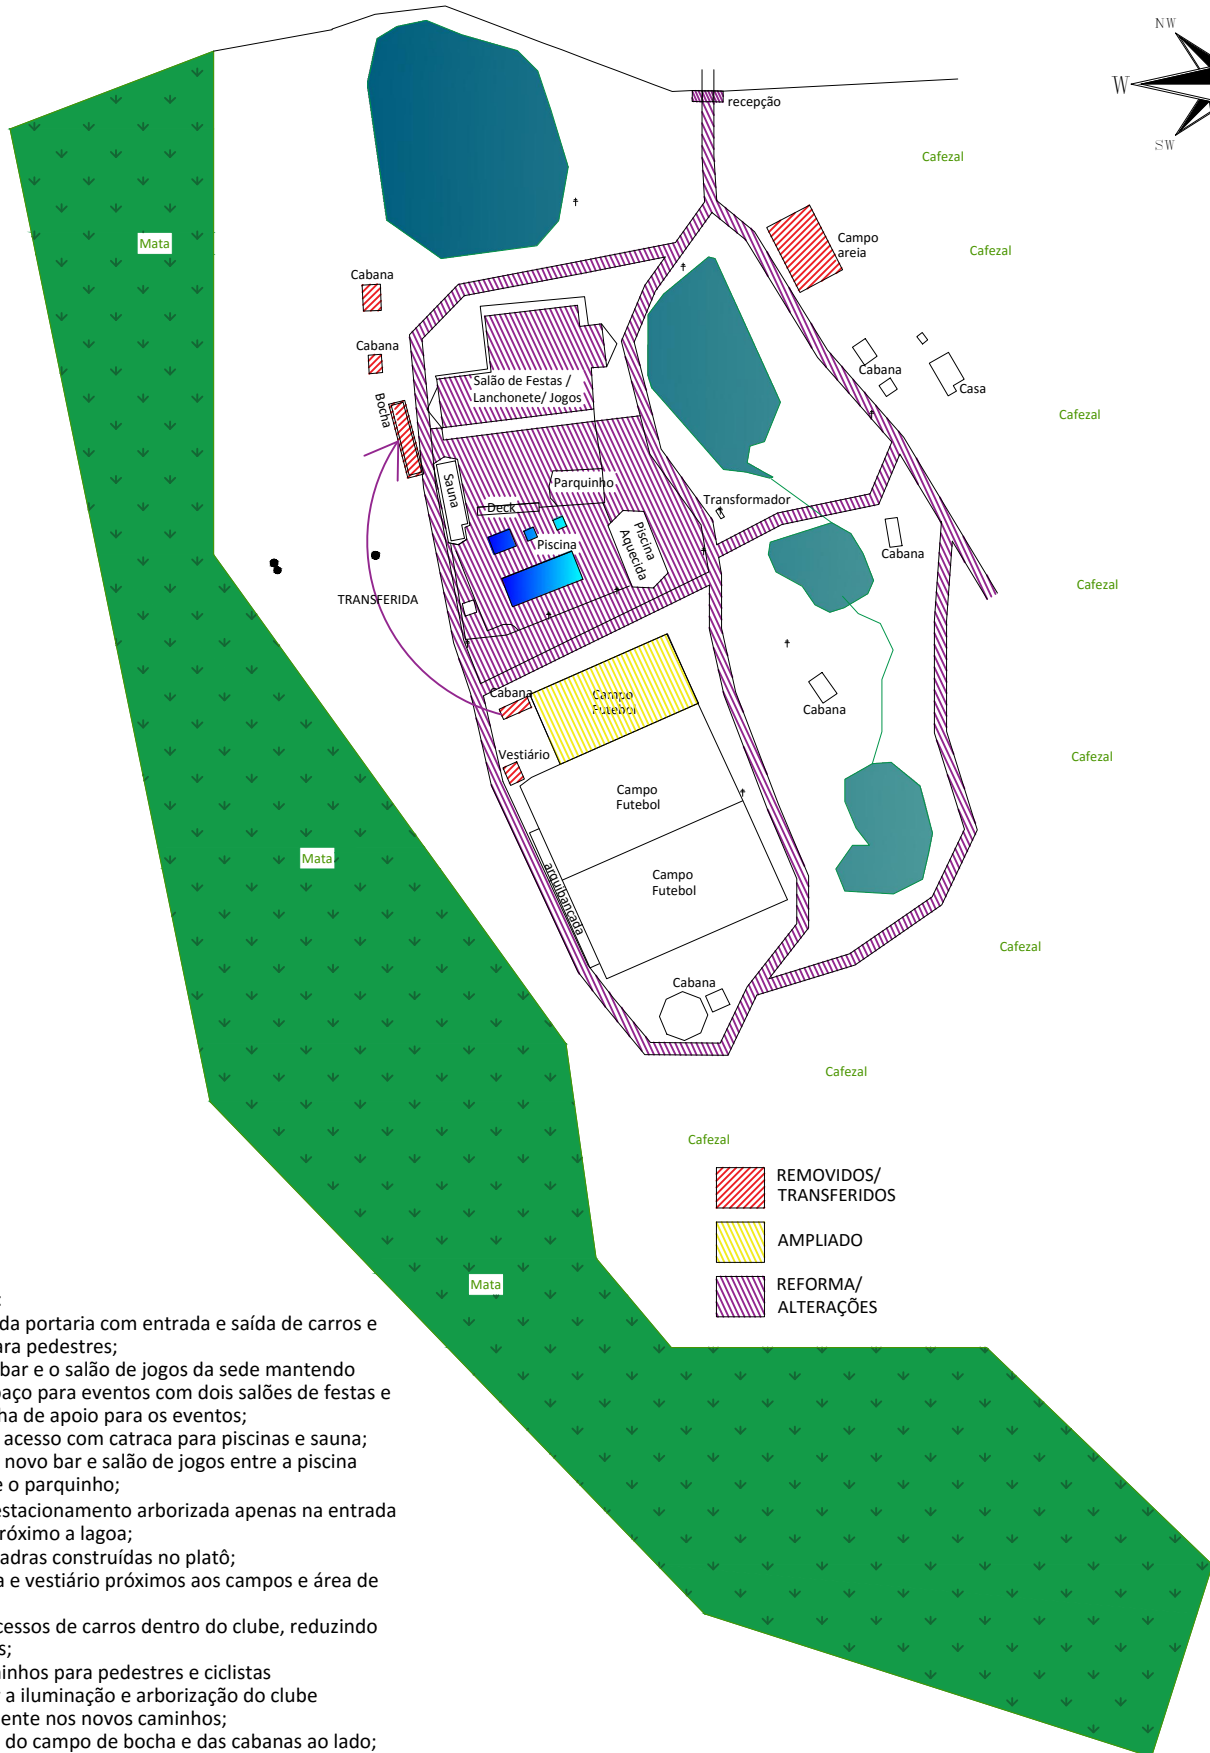 NW
W
SW
recepção
Cafezal
Mata
Campo
areia
Cafezal
Cabana
Cabana
Cabana
Casa
Salão de Festas /
Lanchonete/ Jogos
Bocha
Cafezal
Sauna
Parquinho
Deck
Transformador
Piscina
Piscina
Aquecida
Cabana
Cafezal
TRANSFERIDA
Cabana
Campo
Futebol
Cabana
Vestiário
Cafezal
Campo
Futebol
Mata
arquibancada
Campo
Futebol
Cafezal
Cabana
Cafezal
Cafezal
REMOVIDOS/
TRANSFERIDOS
AMPLIADO
REFORMA/
ALTERAÇÕES
Mata
:
da portaria com entrada e saída de carros e
ara pedestres;
bar e o salão de jogos da sede mantendo
paço para eventos com dois salões de festas e
ha de apoio para os eventos;
acesso com catraca para piscinas e sauna;
novo bar e salão de jogos entre a piscina
e o parquinho;
estacionamento arborizada apenas na entrada
próximo a lagoa;
adras construídas no platô;
a e vestiário próximos aos campos e área de
cessos de carros dentro do clube, reduzindo
s;
inhos para pedestres e ciclistas
r a iluminação e arborização do clube
ente nos novos caminhos;
do campo de bocha e das cabanas ao lado;